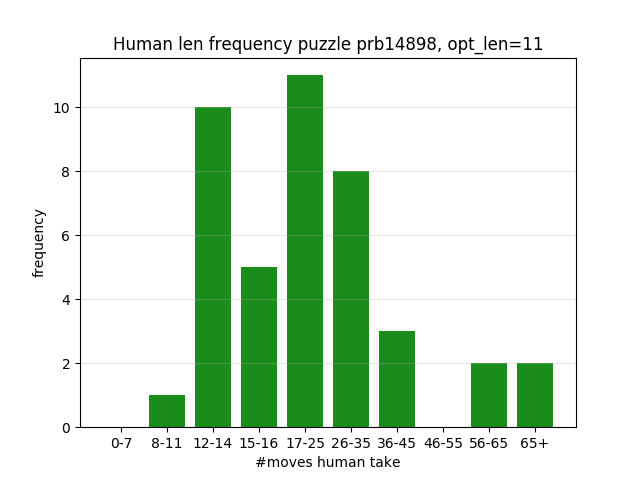 Human len frequency puzzle prb14898, opt_len=11
frequency
10
8
6
4
2
0
0-7 8-11 12-14 15-16 17-25 26-35 36-45 46-55 56-65 65+
#moves human take